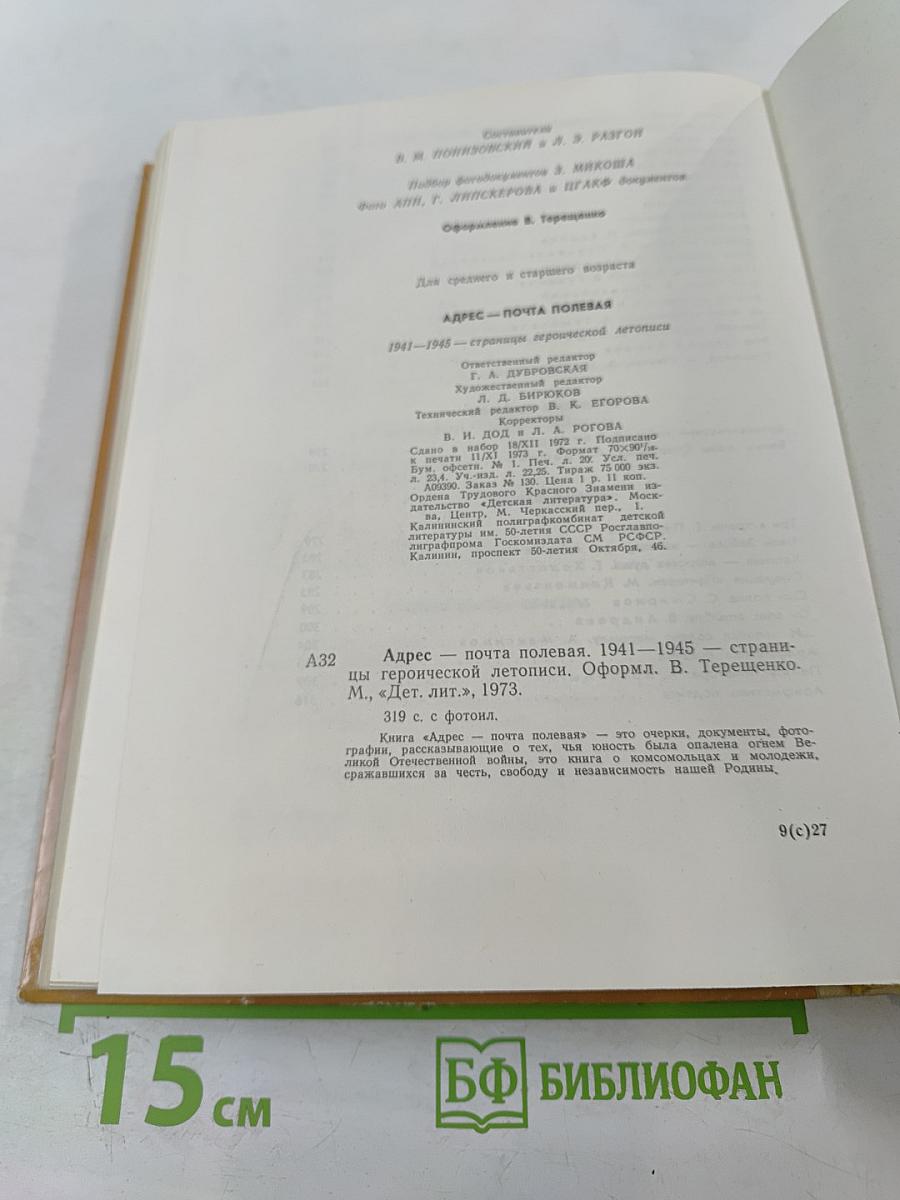 Составители
В. М. ПОНИЗОВСКИЙ и Л. Э. РАЗГОН
Подбор фотодокументов З. МИКОША
Фото АПН, Г. ЛИПСКЕРОВА и ЦГАКФ документов
Оформление В. Терещенко
Для среднего и старшего возраста
АДРЕС — ПОЧТА ПОЛЕВАЯ
1941—1945 — страницы героической летописи
Ответственный редактор
Г. А. ДУБРОВСКАЯ
Художественный редактор
Л. Д. БИРЮКОВ
Технический редактор В. К. ЕГОРОВА
Корректоры
В. И. ДОД и Л. А. РОГОВА
Сдано в набор 18/XII 1972 г. Подписано
к печати 11/XI 1973 г. Формат 70×90¹/₁₆.
Бум. офсетн. № 1. Печ. л. 20. Усл. печ.
л. 23,4. Уч.-изд. л. 22,25. Тираж 75 000 экз.
А09390. Заказ № 130. Цена 1 р. 11 коп.
Ордена Трудового Красного Знамени из-
дательство «Детская литература». Моск-
ва, Центр, М. Черкасский пер., 1.
Калининский полиграфкомбинат детской
литературы им. 50-летия СССР Росглавпо-
лиграфпрома Госкомиздата СМ РСФСР.
Калинин, проспект 50-летия Октября, 46.
А32 Адрес — почта полевая. 1941—1945 — страни-
цы героической летописи. Оформл. В. Терещенко.
М., «Дет. лит.», 1973.
319 с. с фотоил.
Книга «Адрес — почта полевая» — это очерки, документы, фото-
графии, рассказывающие о тех, чья юность была опалена огнем Ве-
ликой Отечественной войны, это книга о комсомольцах и молодежи,
сражавшихся за честь, свободу и независимость нашей Родины.
9(с)27
15 см
БФ БИБЛИОФАН